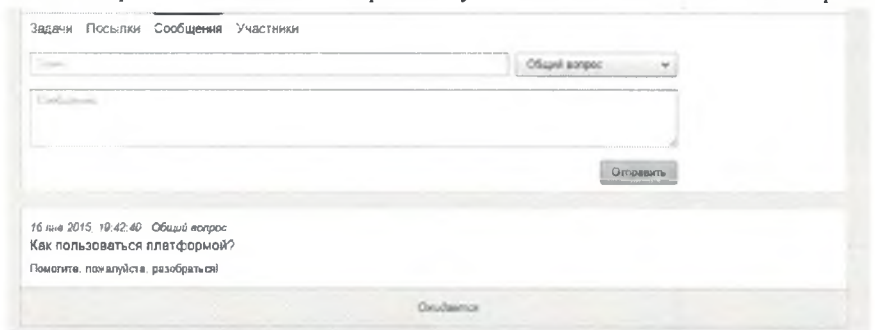 Задачи Посылки Сообщения Участники
Общий вопрос
Сообщение
Отправить
16 янв 2015, 19:42:40 Общий вопрос
Как пользоваться платформой?
Помогите, пожалуйста, разобраться!
Ожидается